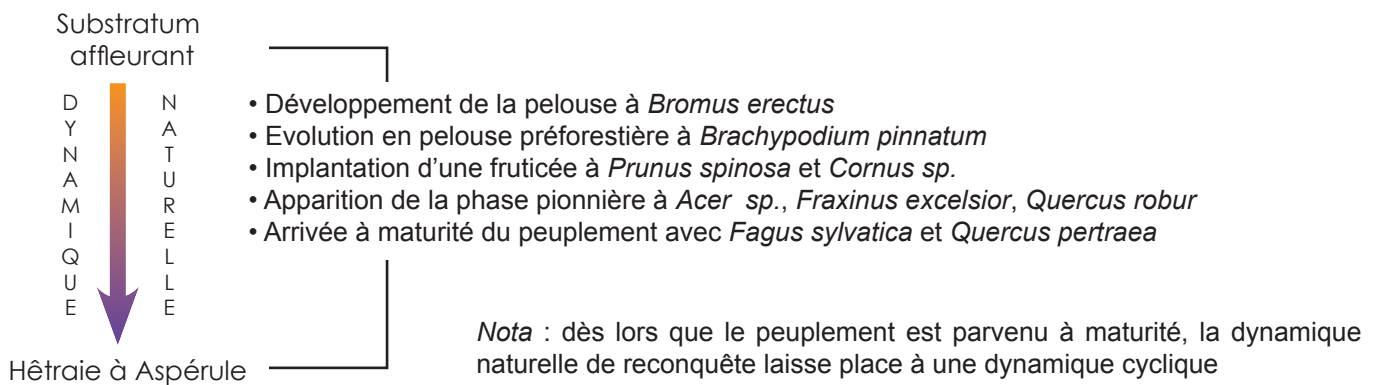 Substratum
affleurant
DYNAMIQUE
NATURELLE
• Développement de la pelouse à Bromus erectus
• Evolution en pelouse préforestière à Brachypodium pinnatum
• Implantation d'une fruticée à Prunus spinosa et Cornus sp.
• Apparition de la phase pionnière à Acer sp., Fraxinus excelsior, Quercus robur
• Arrivée à maturité du peuplement avec Fagus sylvatica et Quercus pertraea
Nota : dès lors que le peuplement est parvenu à maturité, la dynamique
naturelle de reconquête laisse place à une dynamique cyclique
Hêtraie à Aspérule